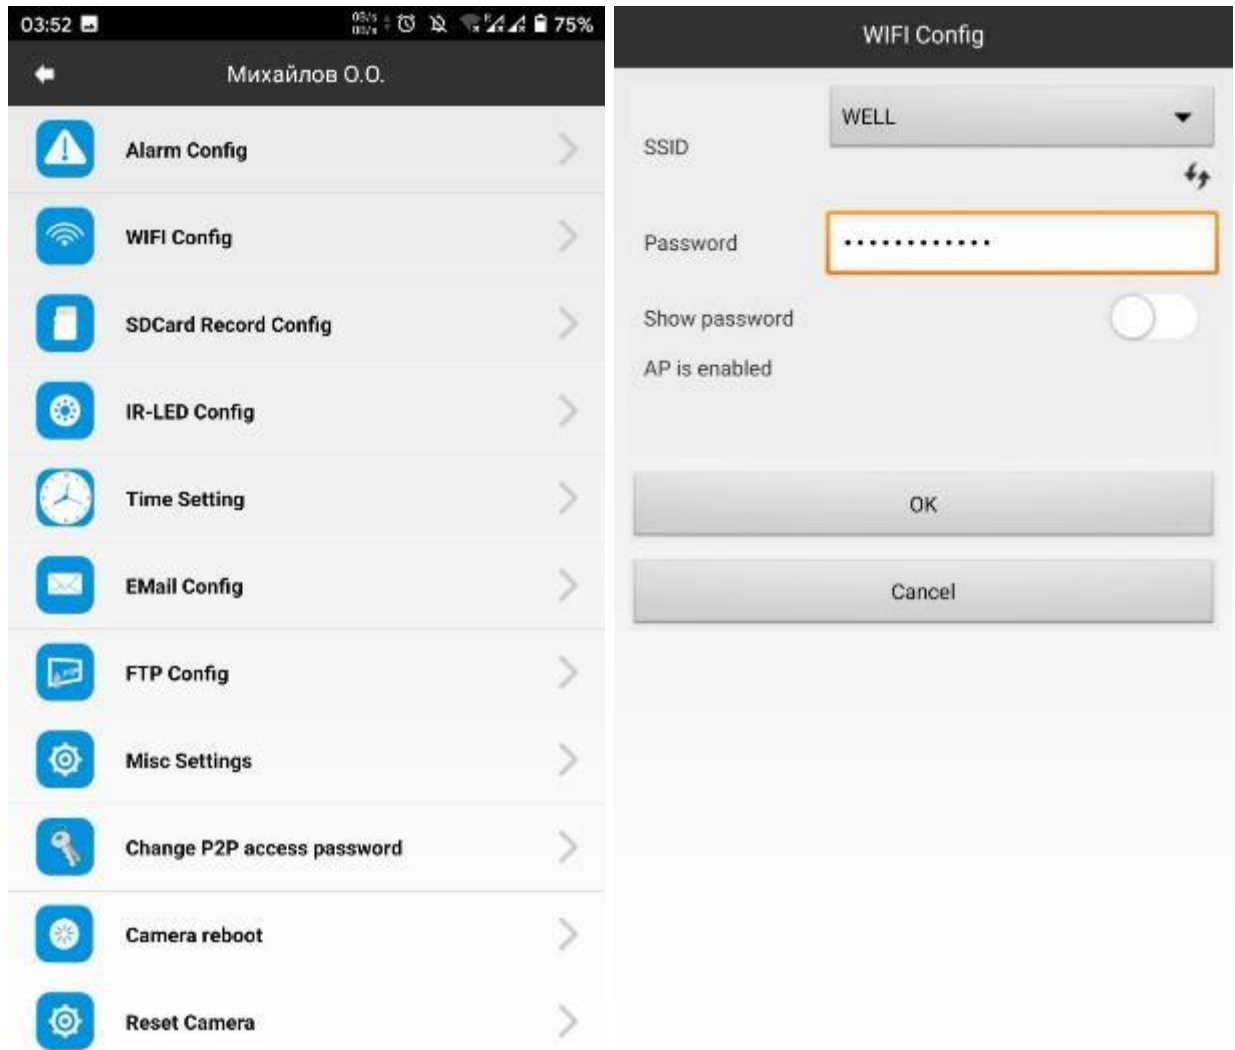 03:52
0B/s
0B/s
75%
Михайлов О.О.
Alarm Config
WIFI Config
SDCard Record Config
IR-LED Config
Time Setting
EMail Config
FTP Config
Misc Settings
Change P2P access password
Camera reboot
Reset Camera
WIFI Config
SSID
WELL
Password
••••••••••••
Show password
AP is enabled
OK
Cancel